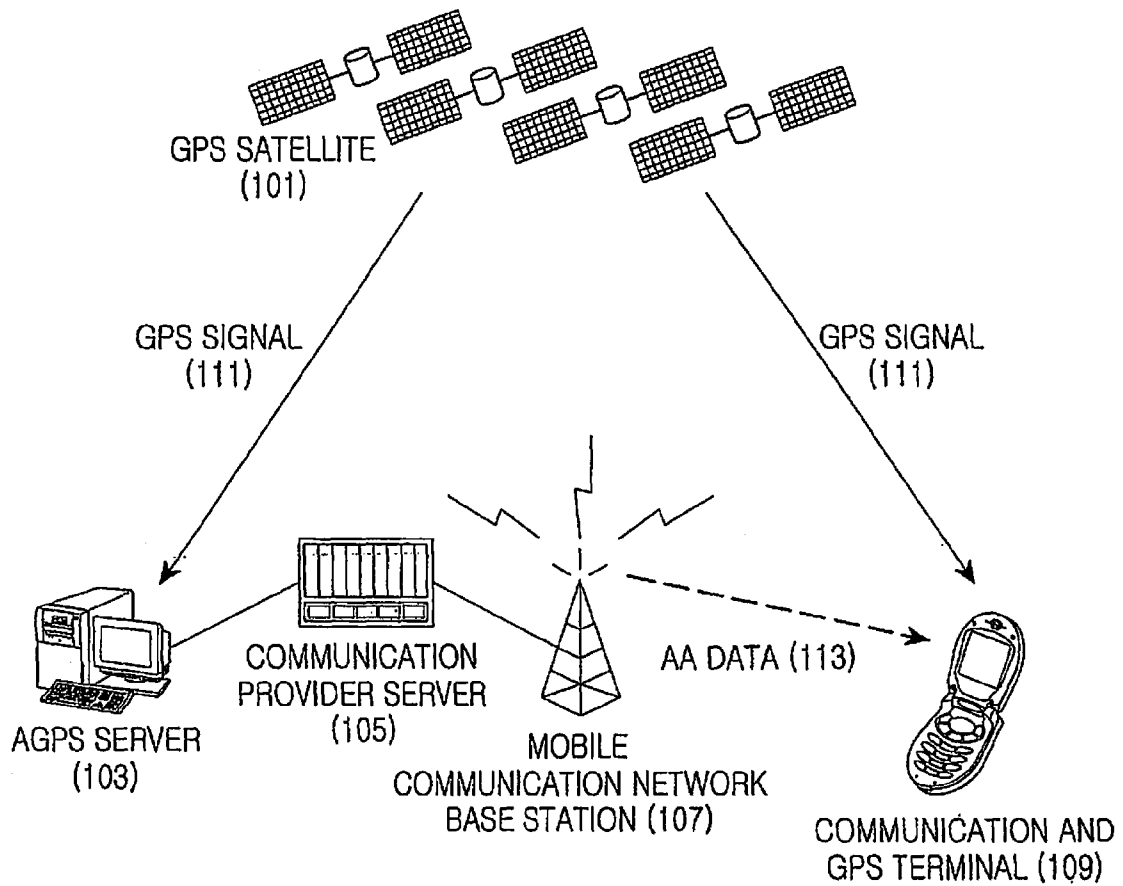 GPS SATELLITE
(101)
GPS SIGNAL
(111)
GPS SIGNAL
(111)
COMMUNICATION
PROVIDER SERVER
(105)
AA DATA (113)
AGPS SERVER
(103)
MOBILE
COMMUNICATION NETWORK
BASE STATION (107)
COMMUNICATION AND
GPS TERMINAL (109)